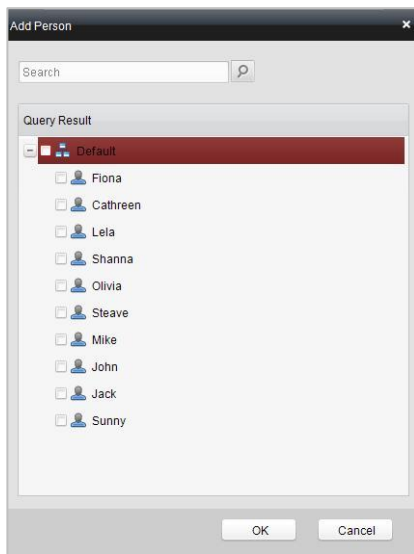 Add Person
Search
Query Result
Default
Fiona
Cathreen
Lela
Shanna
Olivia
Steave
Mike
John
Jack
Sunny
OK Cancel